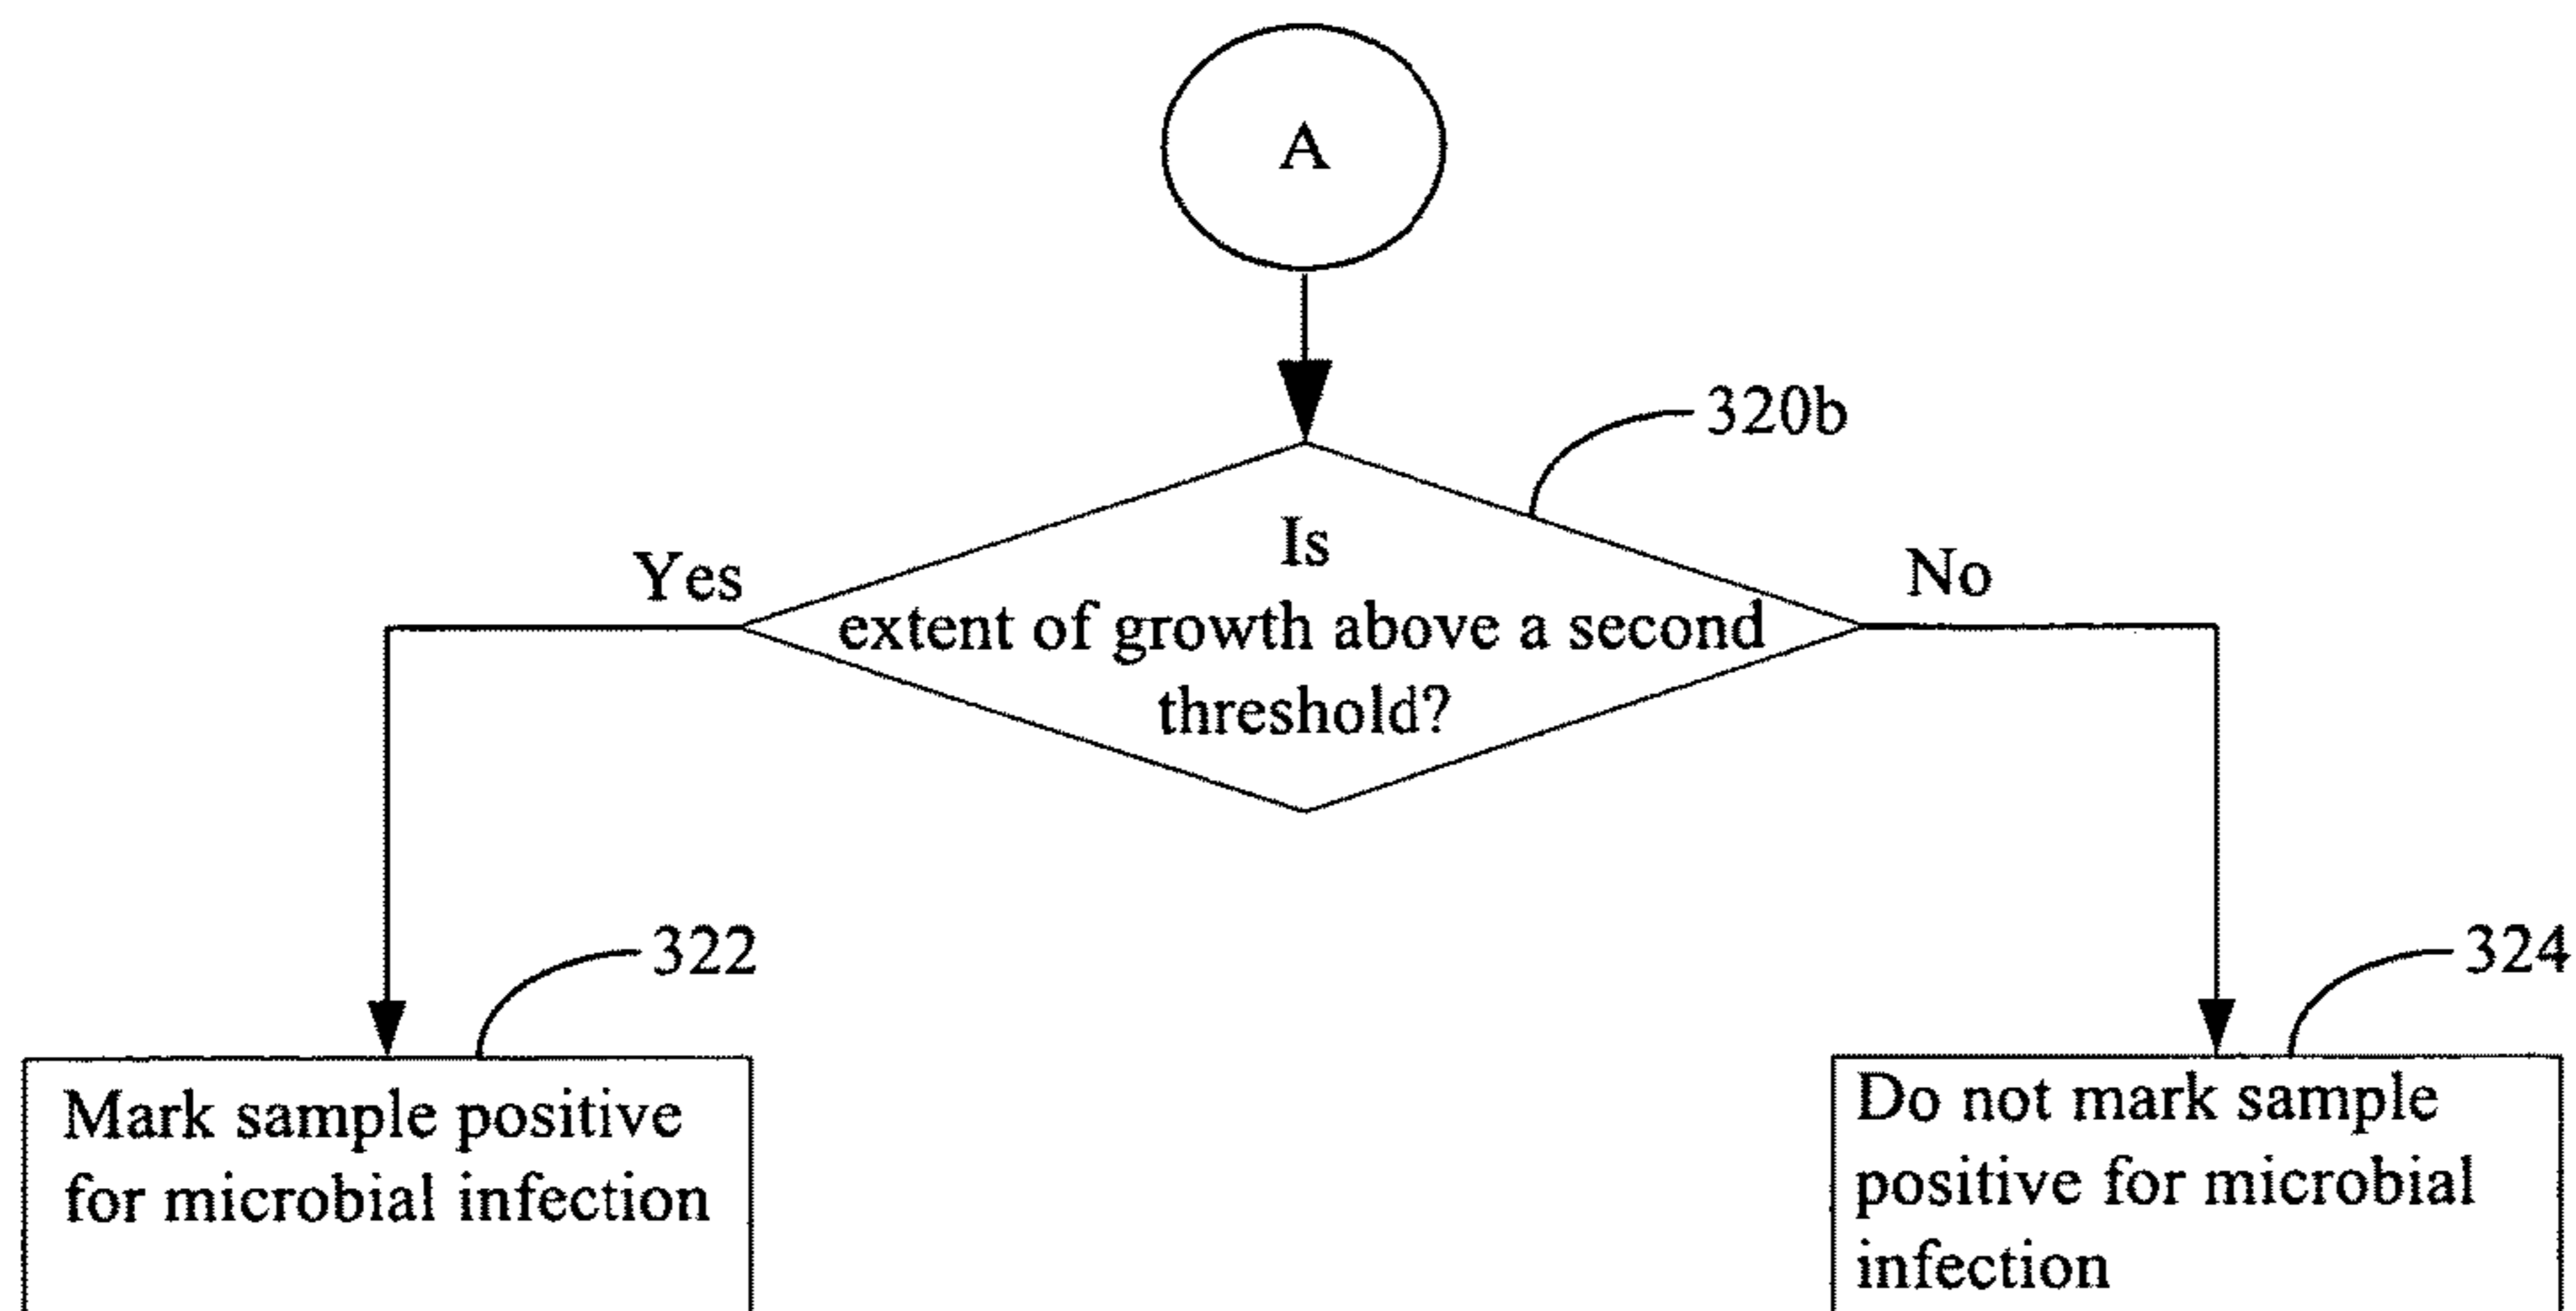 A
320b
Is
extent of growth above a second
threshold?
Yes
No
322
324
Mark sample positive
for microbial infection
Do not mark sample
positive for microbial
infection